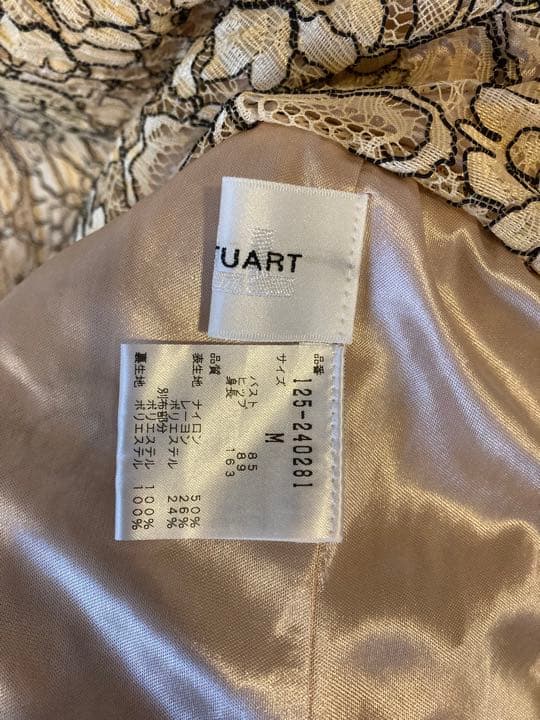 TUART
品番 125-240281
サイズ M
バスト 85
ヒップ 89
身長 163
品質
表生地 ナイロン 50%
レーヨン 26%
ポリエステル 24%
別布部分
ポリエステル 100%
裏生地 ポリエステル 100%